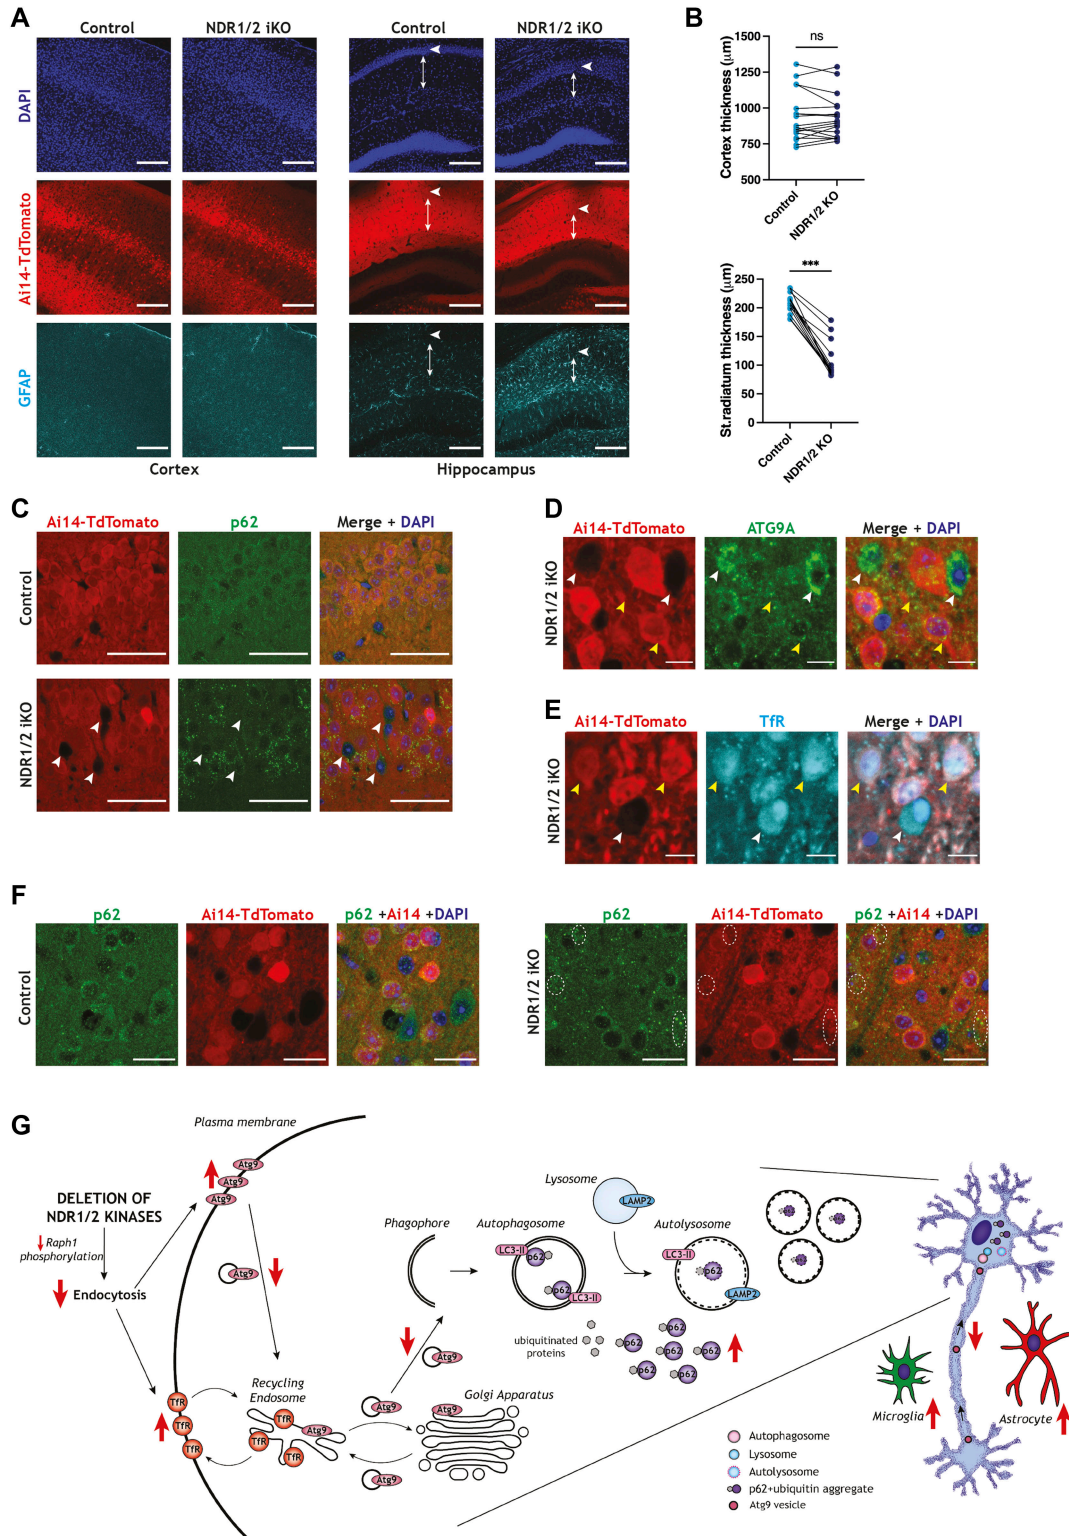 A
Control
NDR1/2 iKO
Control
NDR1/2 iKO
DAPI
Ai14-TdTomato
GFAP
Cortex
Hippocampus
B
Cortex thickness (μm)
1500
1250
1000
750
500
ns
Control
NDR1/2 KO
St.radiatum thickness (μm)
250
200
150
100
50
0
***
Control
NDR1/2 KO
C
Ai14-TdTomato
p62
Merge + DAPI
Control
NDR1/2 iKO
D
Ai14-TdTomato
ATG9A
Merge + DAPI
NDR1/2 iKO
E
Ai14-TdTomato
TfR
Merge + DAPI
NDR1/2 iKO
F
p62
Ai14-TdTomato
p62 +Ai14 +DAPI
Control
p62
Ai14-TdTomato
p62 +Ai14 +DAPI
NDR1/2 iKO
G
Plasma membrane
Atg9
Atg9
Atg9
DELETION OF
NDR1/2 KINASES
Raph1
phosphorylation
Endocytosis
Atg9
TfR
TfR
TfR
Recycling
Endosome
TfR
Atg9
TfR
TfR
Atg9
Atg9
Atg9
Golgi Apparatus
Atg9
Phagophore
Autophagosome
LC3-II
p62
p62
LC3-II
Lysosome
LAMP2
Autolysosome
LC3-II
p62
LAMP2
ubiquitinated
proteins
p62
p62
p62
p62
p62
p62
Microglia
Astrocyte
Autophagosome
Lysosome
Autolysosome
p62+ubiquitin aggregate
Atg9 vesicle